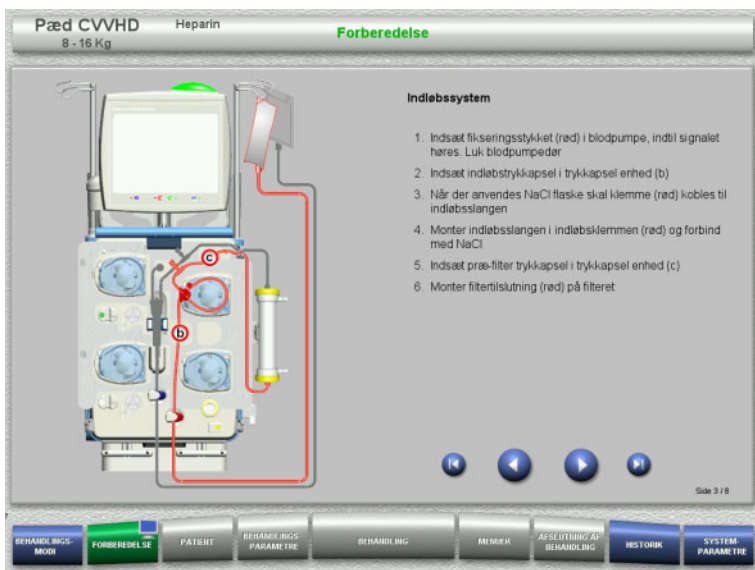 Pæd CVVHD
Heparin
8 - 16 Kg
Forberedelse
Indløbssystem
1. Indsæt fikseringsstykket (rød) i blodpumpe, indtil signalet
høres. Luk blodpumpedør
2. Indsæt indløbstrykkapsel i trykkapsel enhed (b)
3. Når der anvendes NaCl flaske skal klemme (rød) kobles til
indløbsslangen
4. Monter indløbsslangen i indløbsklemmen (rød) og forbind
med NaCl
5. Indsæt præ-filter trykkapsel i trykkapsel enhed (c)
6. Monter filtertilslutning (rød) på filteret
c
b
Side 3 / 8
BEHANDLINGS-
MODI
FORBEREDELSE
PATIENT
BEHANDLINGS-
PARAMETRE
BEHANDLING
MENUER
AFSLUTNING AF
BEHANDLING
HISTORIK
SYSTEM-
PARAMETRE